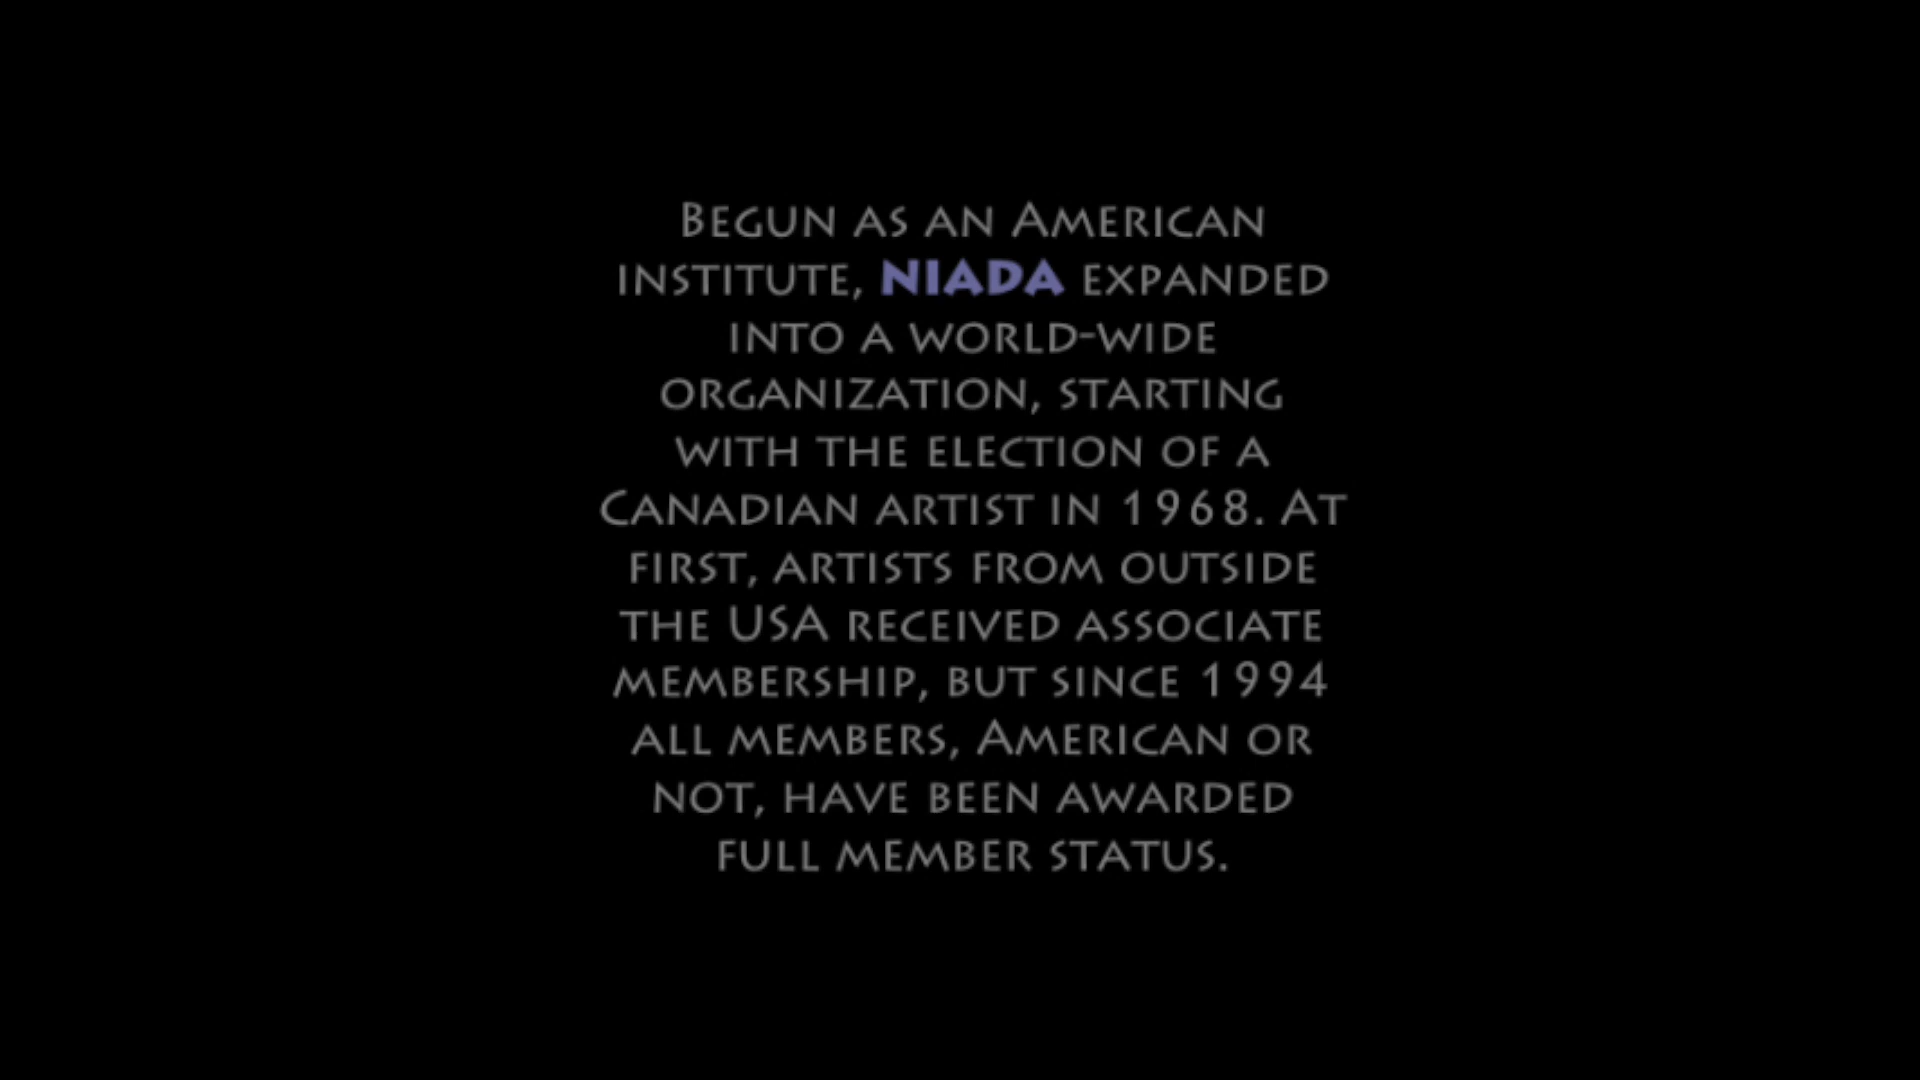 Begun as an American
institute, NIADA expanded
into a world-wide
organization, starting
with the election of a
Canadian artist in 1968. At
first, artists from outside
the USA received associate
membership, but since 1994
all members, American or
not, have been awarded
full member status.